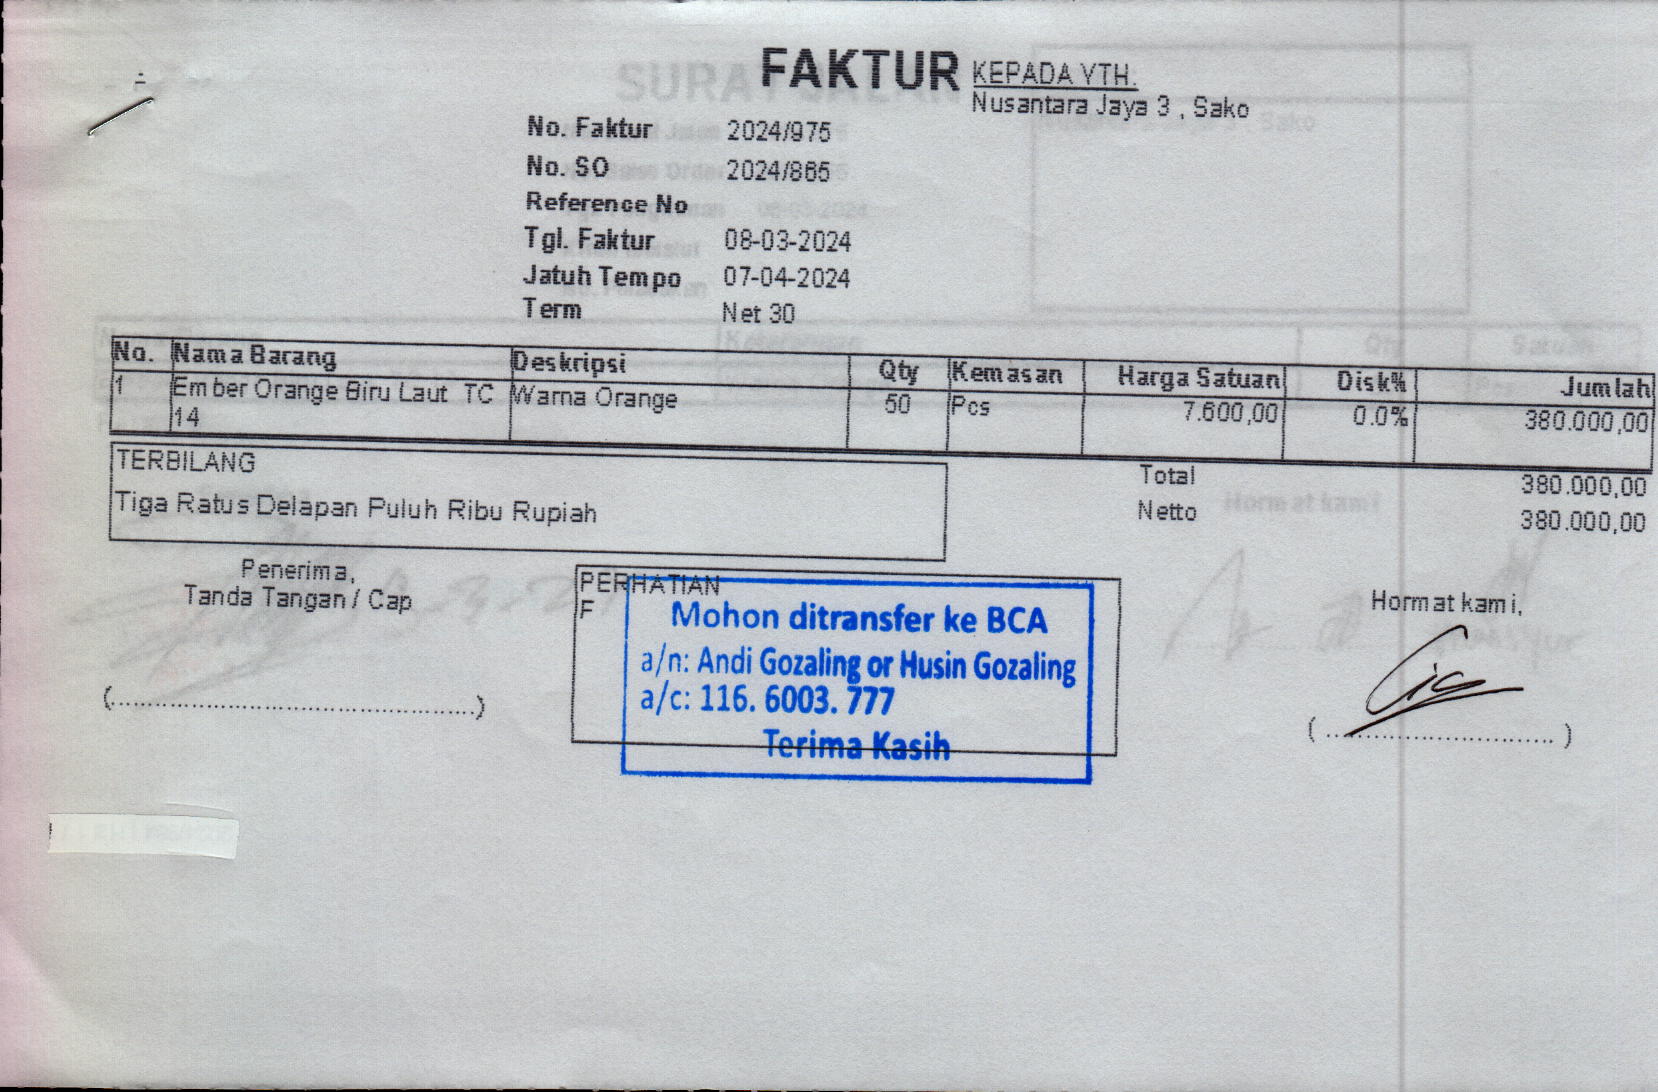 FAKTUR
KEPADA YTH:
Nusantara Jaya 3 , Sako
No. Faktur 2024/975
No. SO 2024/865
Reference No
Tgl. Faktur 08-03-2024
Jatuh Tempo 07-04-2024
Term Net 30
No. Nama Barang Deskripsi Qty Kemasan Harga Satuan Disk% Jumlah
1 Ember Orange Biru Laut TC Warna Orange 50 Pcs 7.600,00 0.0% 380.000,00
14
TERBILANG
Tiga Ratus Delapan Puluh Ribu Rupiah
Total 380.000,00
Netto 380.000,00
Penerima,
Tanda Tangan / Cap
(....................................................)
PERHATIAN
F
Mohon ditransfer ke BCA
a/n: Andi Gozaling or Husin Gozaling
a/c: 116. 6003. 777
Terima Kasih
Hormat kami,
( ................................ )